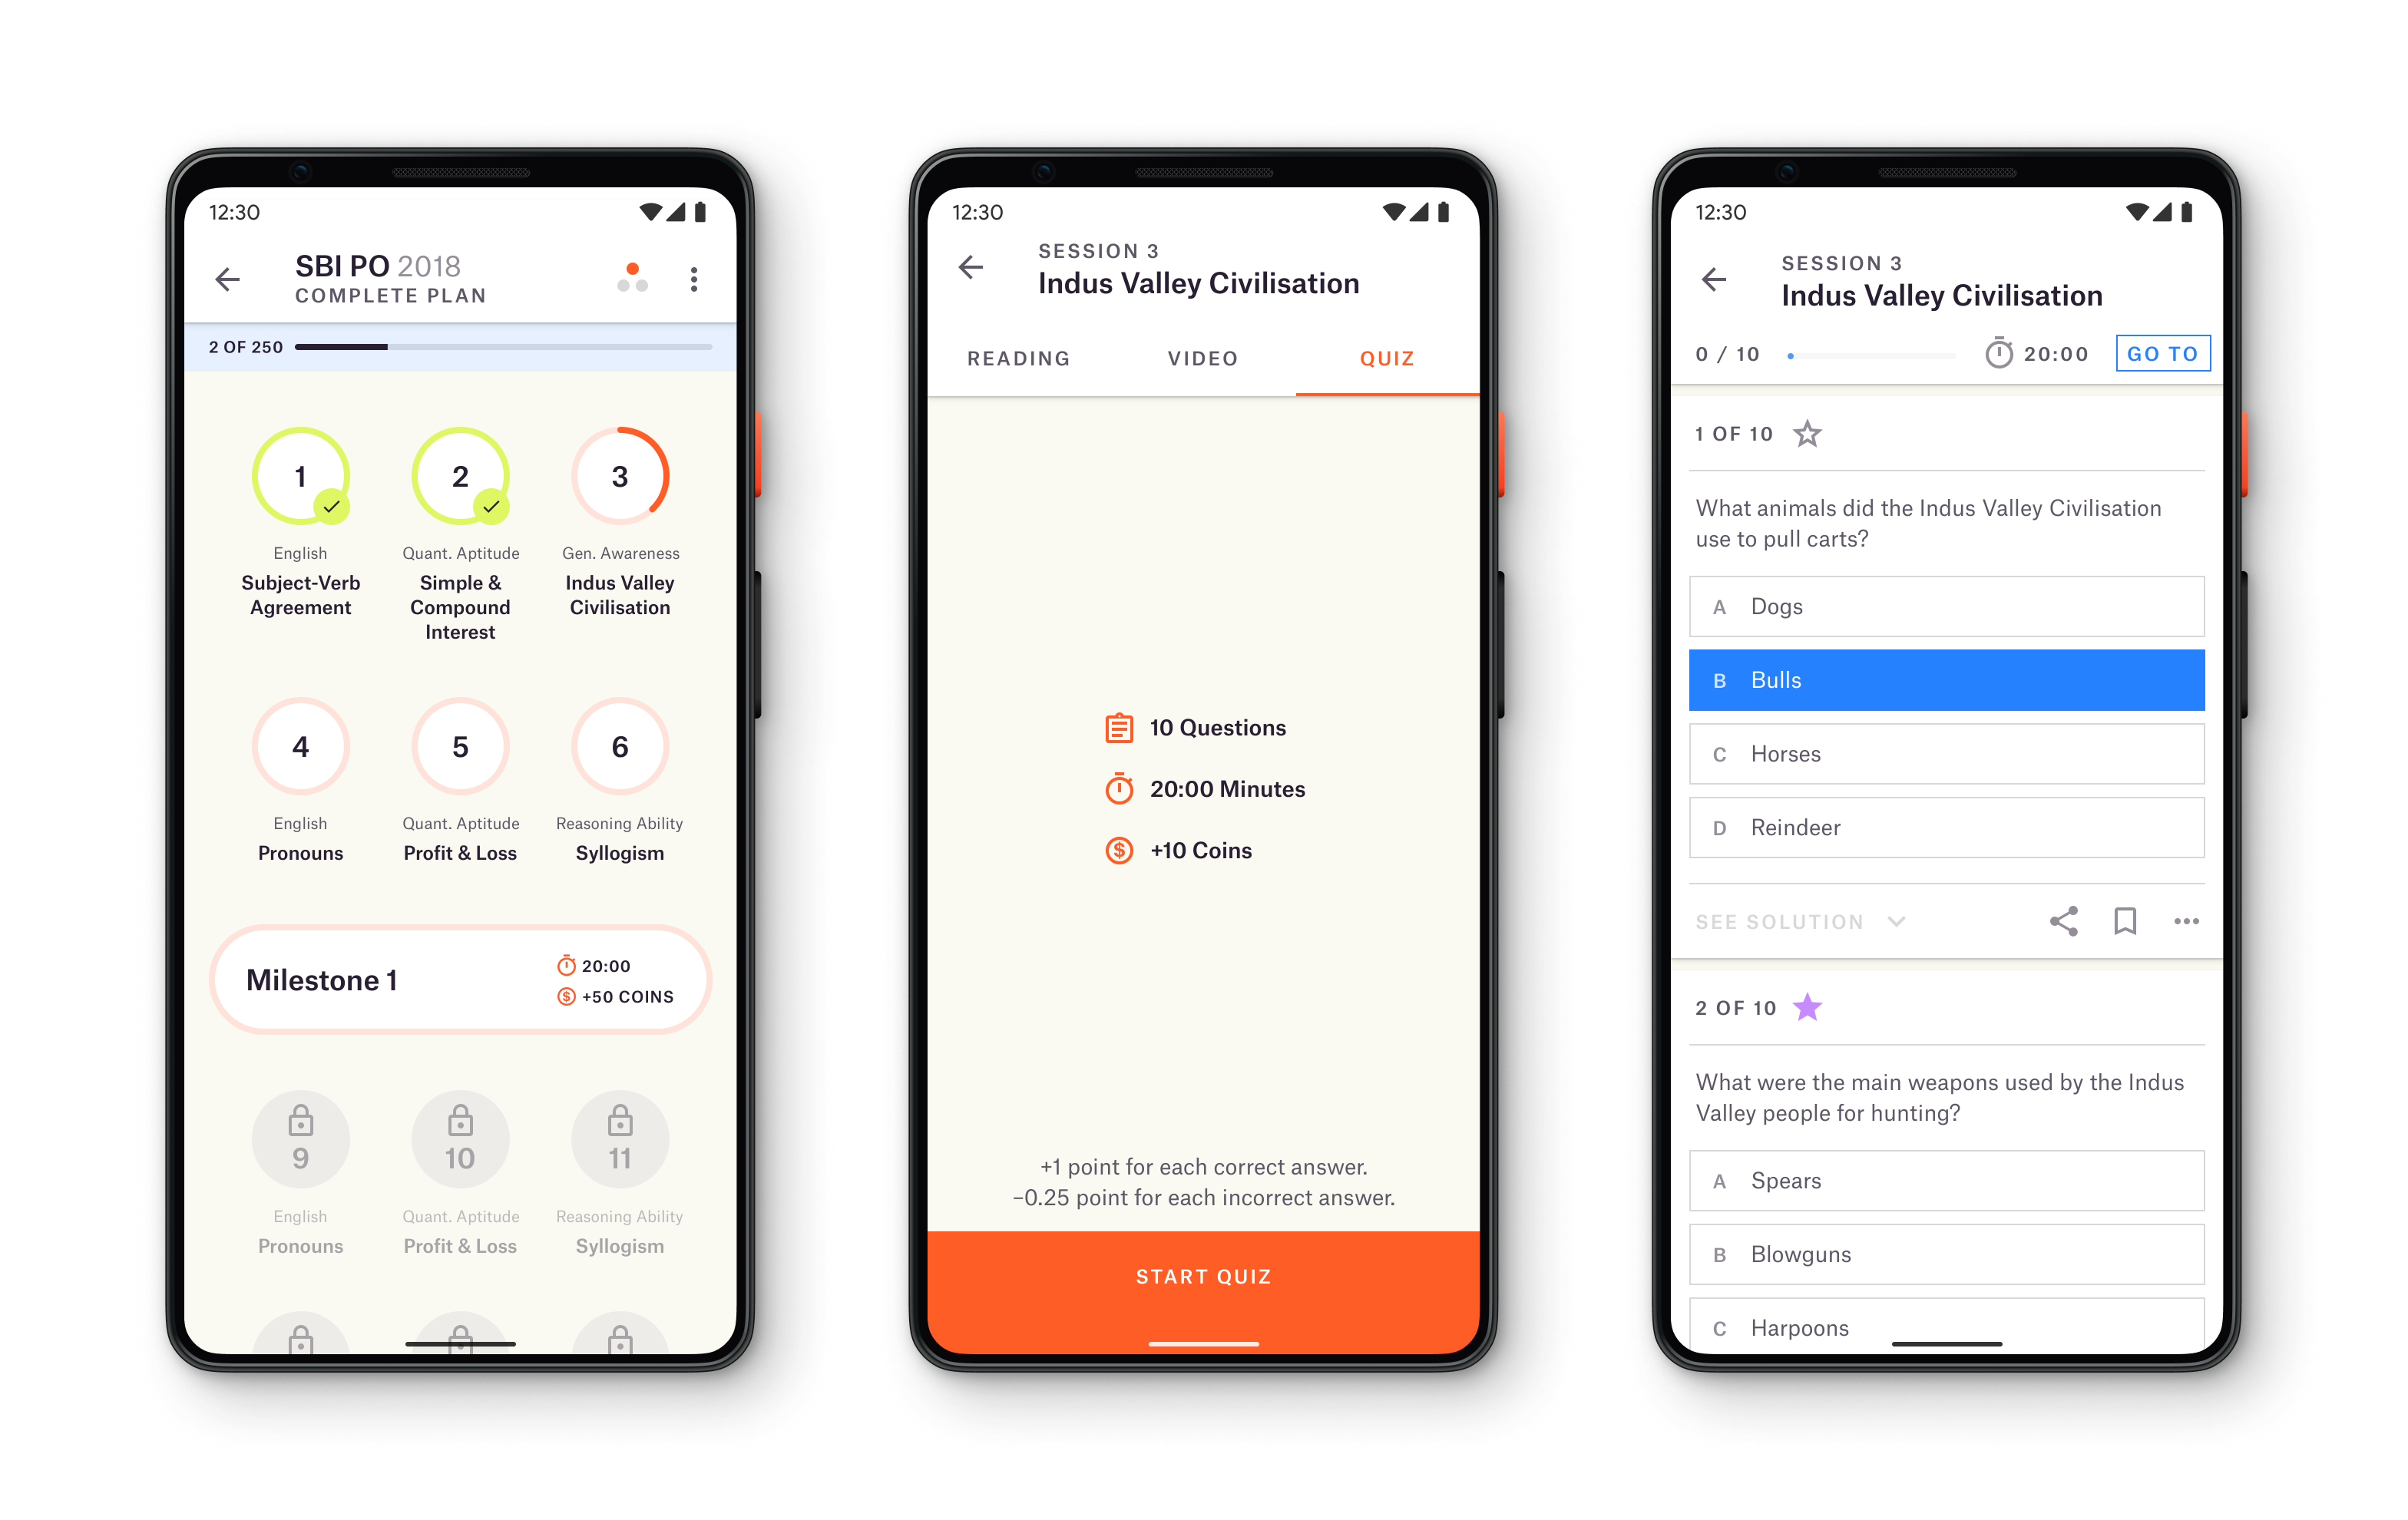 12:30
SBI PO 2018
COMPLETE PLAN
2 OF 250
1
2
3
English
Quant. Aptitude
Gen. Awareness
Subject-Verb
Agreement
Simple &
Compound
Interest
Indus Valley
Civilisation
4
5
6
English
Quant. Aptitude
Reasoning Ability
Pronouns
Profit & Loss
Syllogism
Milestone 1
20:00
+50 COINS
9
10
11
English
Quant. Aptitude
Reasoning Ability
Pronouns
Profit & Loss
Syllogism
12:30
SESSION 3
Indus Valley Civilisation
READING
VIDEO
QUIZ
10 Questions
20:00 Minutes
+10 Coins
+1 point for each correct answer.
−0.25 point for each incorrect answer.
START QUIZ
12:30
SESSION 3
Indus Valley Civilisation
0 / 10
20:00
GO TO
1 OF 10
What animals did the Indus Valley Civilisation
use to pull carts?
A Dogs
B Bulls
C Horses
D Reindeer
SEE SOLUTION
2 OF 10
What were the main weapons used by the Indus
Valley people for hunting?
A Spears
B Blowguns
C Harpoons